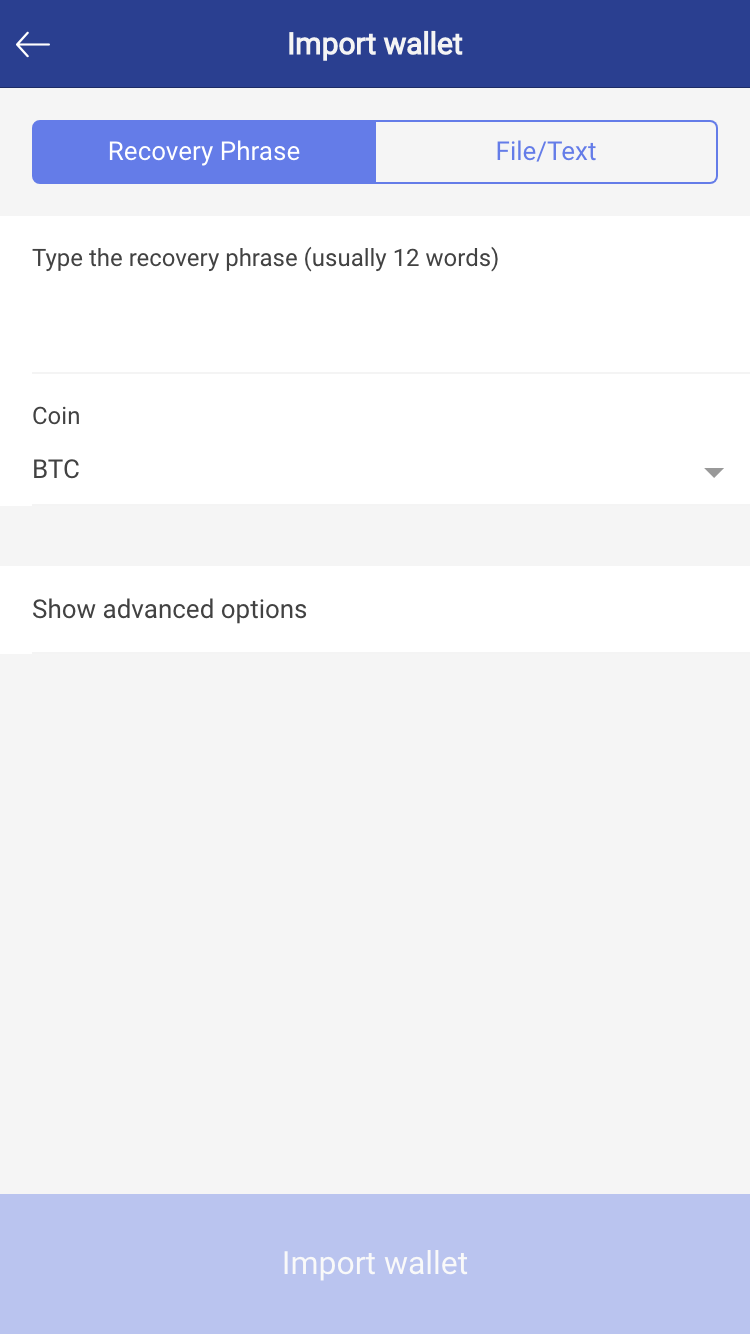 Import wallet
Recovery Phrase
File/Text
Type the recovery phrase (usually 12 words)
Coin
BTC
Show advanced options
Import wallet